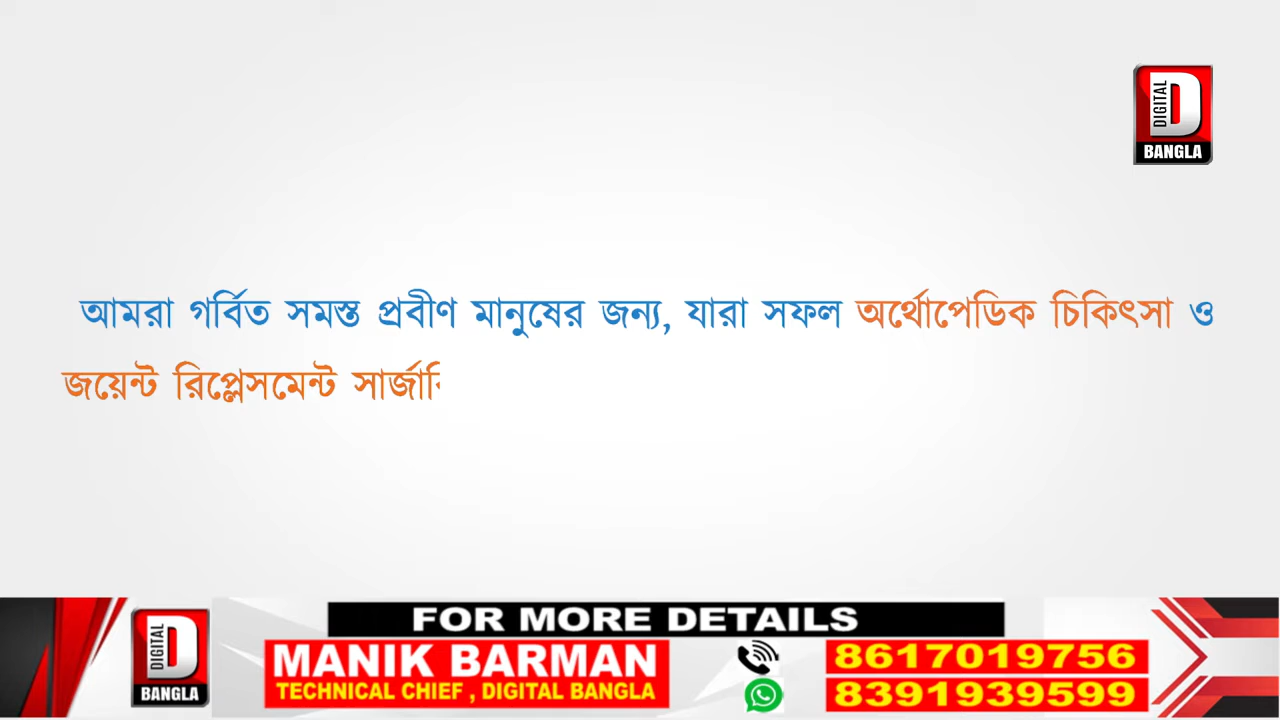 DIGITAL
D
BANGLA
আমরা গর্বিত সমস্ত প্রবীণ মানুষের জন্য, যারা সফল অর্থোপেডিক চিকিৎসা ও
জয়েন্ট রিপ্লেসমেন্ট
DIGITAL
D
BANGLA
FOR MORE DETAILS
MANIK BARMAN
TECHNICAL CHIEF , DIGITAL BANGLA
8617019756
8391939599